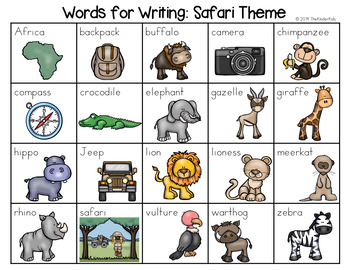 Words for Writing: Safari Theme
© 2019 TheKinderKids
Africa backpack buffalo camera chimpanzee
compass crocodile elephant gazelle giraffe
hippo Jeep lion lioness meerkat
rhino safari vulture warthog zebra